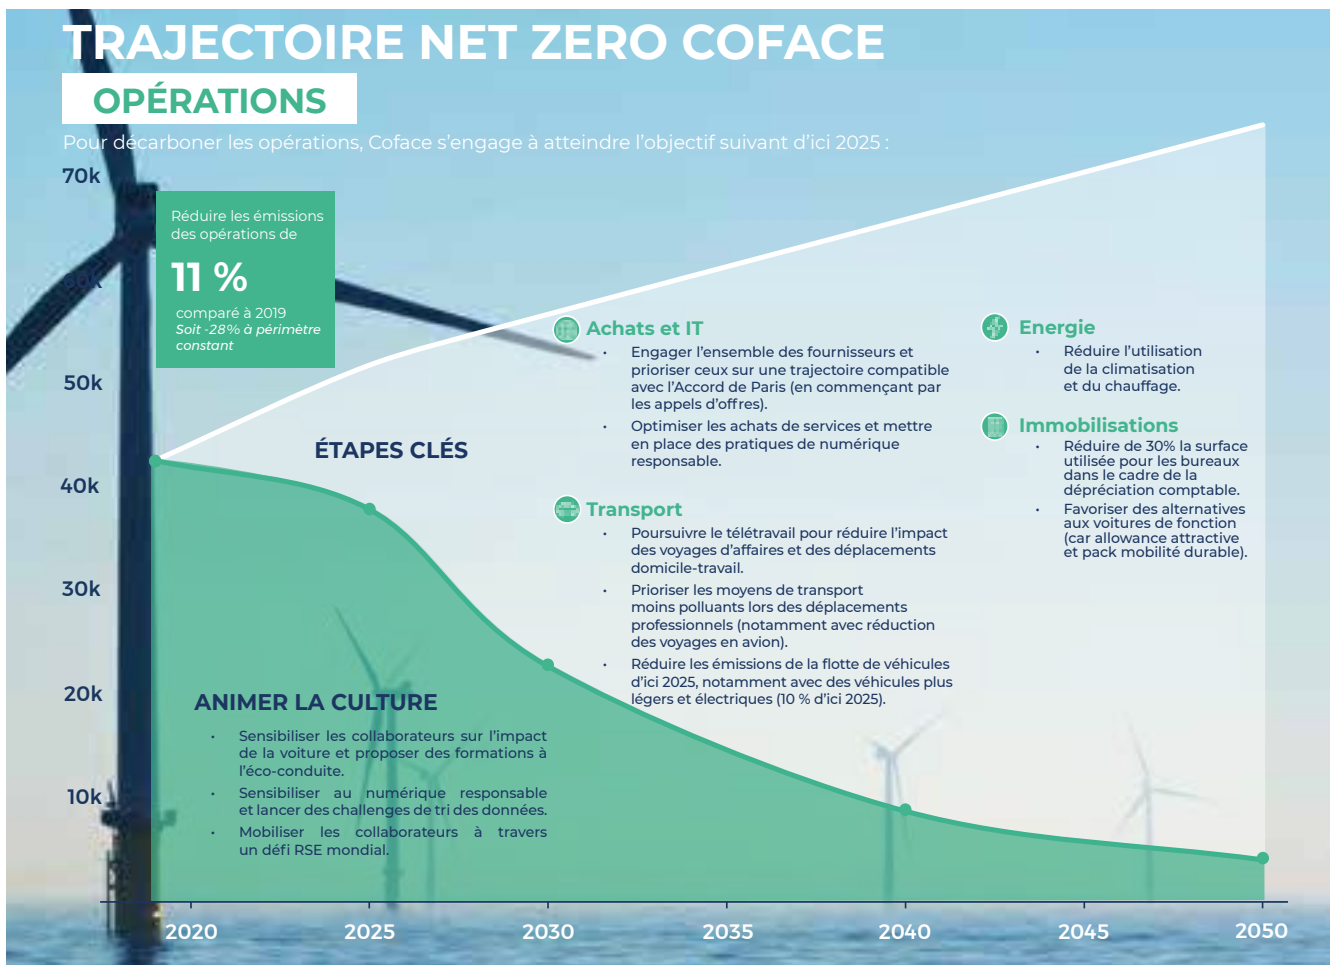 TRAJECTOIRE NET ZERO COFACE
OPÉRATIONS
Pour décarboner les opérations, Coface s’engage à atteindre l’objectif suivant d’ici 2025 :
70k
60k
50k
40k
30k
20k
10k
Réduire les émissions
des opérations de
11 %
comparé à 2019
Soit -28% à périmètre
constant
ÉTAPES CLÉS
Achats et IT
• Engager l’ensemble des fournisseurs et
prioriser ceux sur une trajectoire compatible
avec l’Accord de Paris (en commençant par
les appels d’offres).
• Optimiser les achats de services et mettre
en place des pratiques de numérique
responsable.
Transport
• Poursuivre le télétravail pour réduire l’impact
des voyages d’affaires et des déplacements
domicile-travail.
• Prioriser les moyens de transport
moins polluants lors des déplacements
professionnels (notamment avec réduction
des voyages en avion).
• Réduire les émissions de la flotte de véhicules
d’ici 2025, notamment avec des véhicules plus
légers et électriques (10 % d’ici 2025).
Energie
• Réduire l’utilisation
de la climatisation
et du chauffage.
Immobilisations
• Réduire de 30% la surface
utilisée pour les bureaux
dans le cadre de la
dépréciation comptable.
• Favoriser des alternatives
aux voitures de fonction
(car allowance attractive
et pack mobilité durable).
ANIMER LA CULTURE
• Sensibiliser les collaborateurs sur l’impact
de la voiture et proposer des formations à
l’éco-conduite.
• Sensibiliser au numérique responsable
et lancer des challenges de tri des données.
• Mobiliser les collaborateurs à travers
un défi RSE mondial.
2020
2025
2030
2035
2040
2045
2050